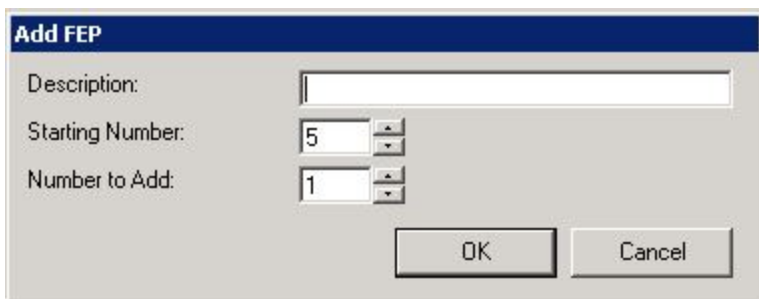 Add FEP
Description:
Starting Number: 5
Number to Add: 1
OK Cancel